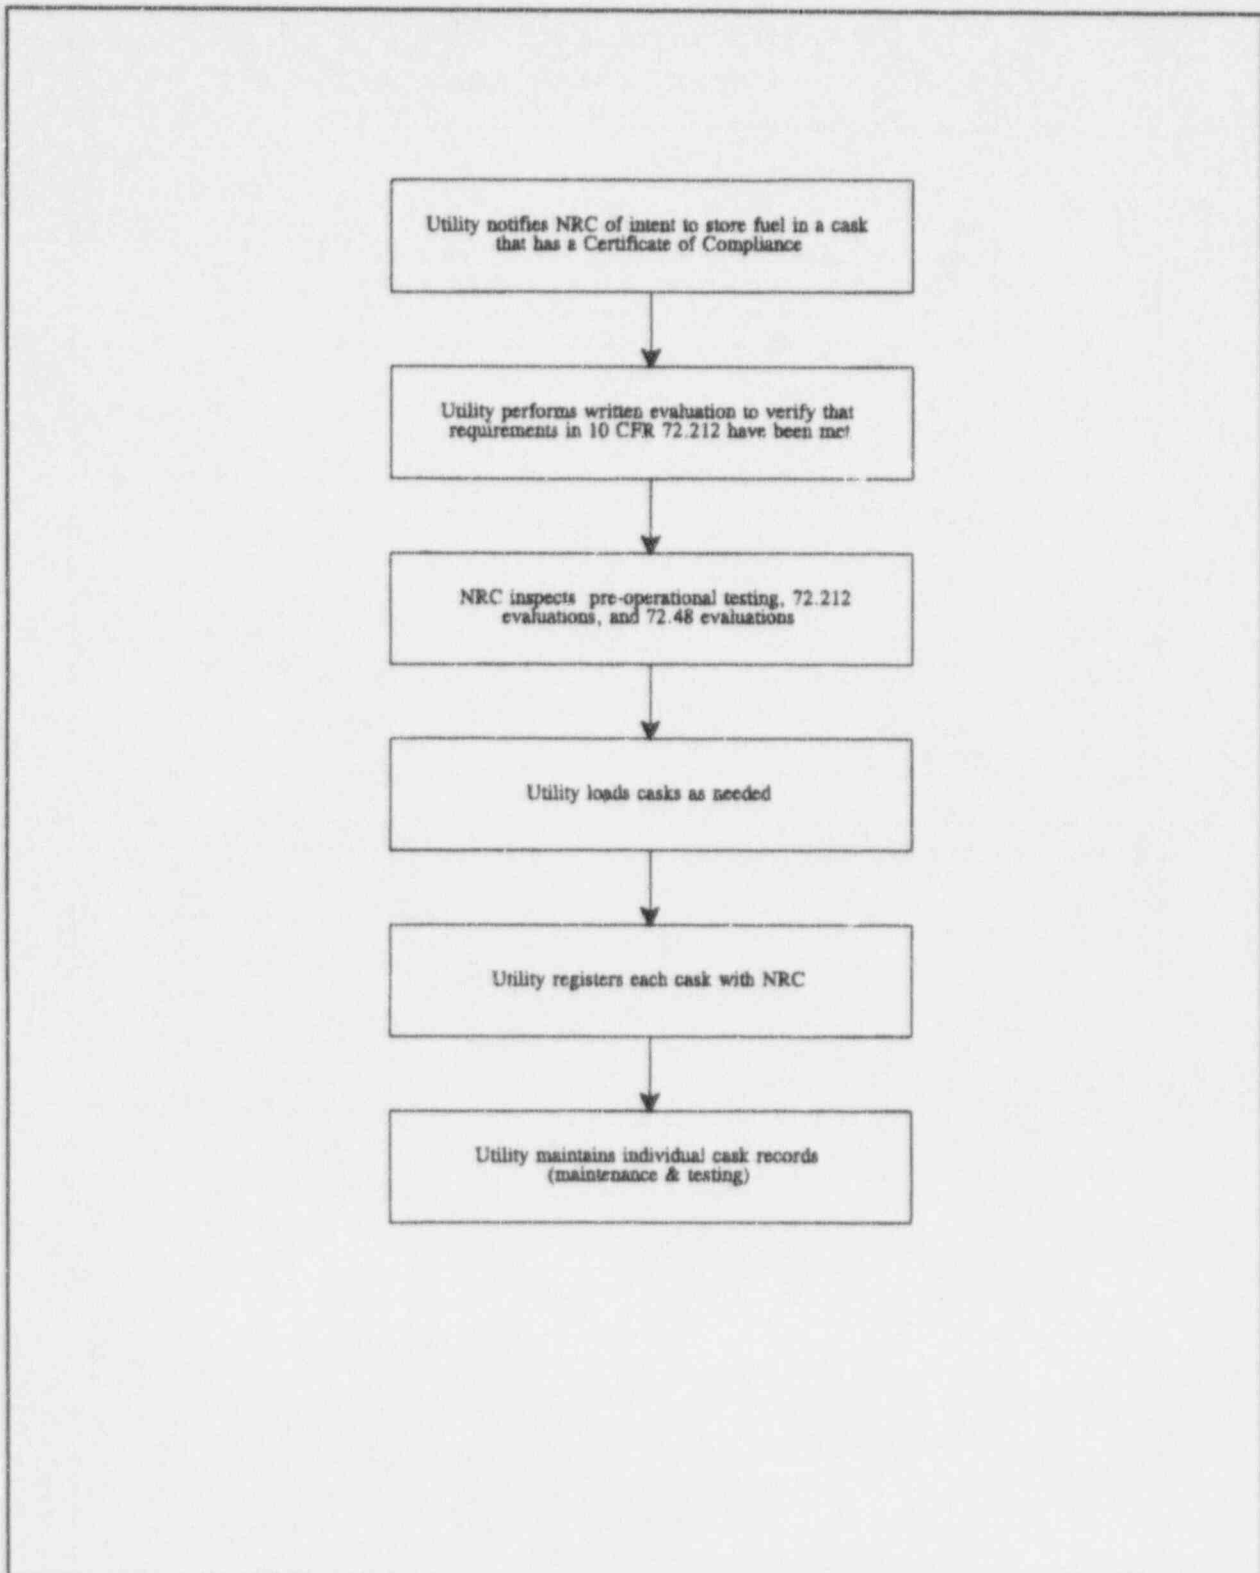 Utility notifies NRC of intent to store fuel in a cask
that has a Certificate of Compliance
Utility performs written evaluation to verify that
requirements in 10 CFR 72.212 have been met
NRC inspects pre-operational testing, 72.212
evaluations, and 72.48 evaluations
Utility loads casks as needed
Utility registers each cask with NRC
Utility maintains individual cask records
(maintenance & testing)